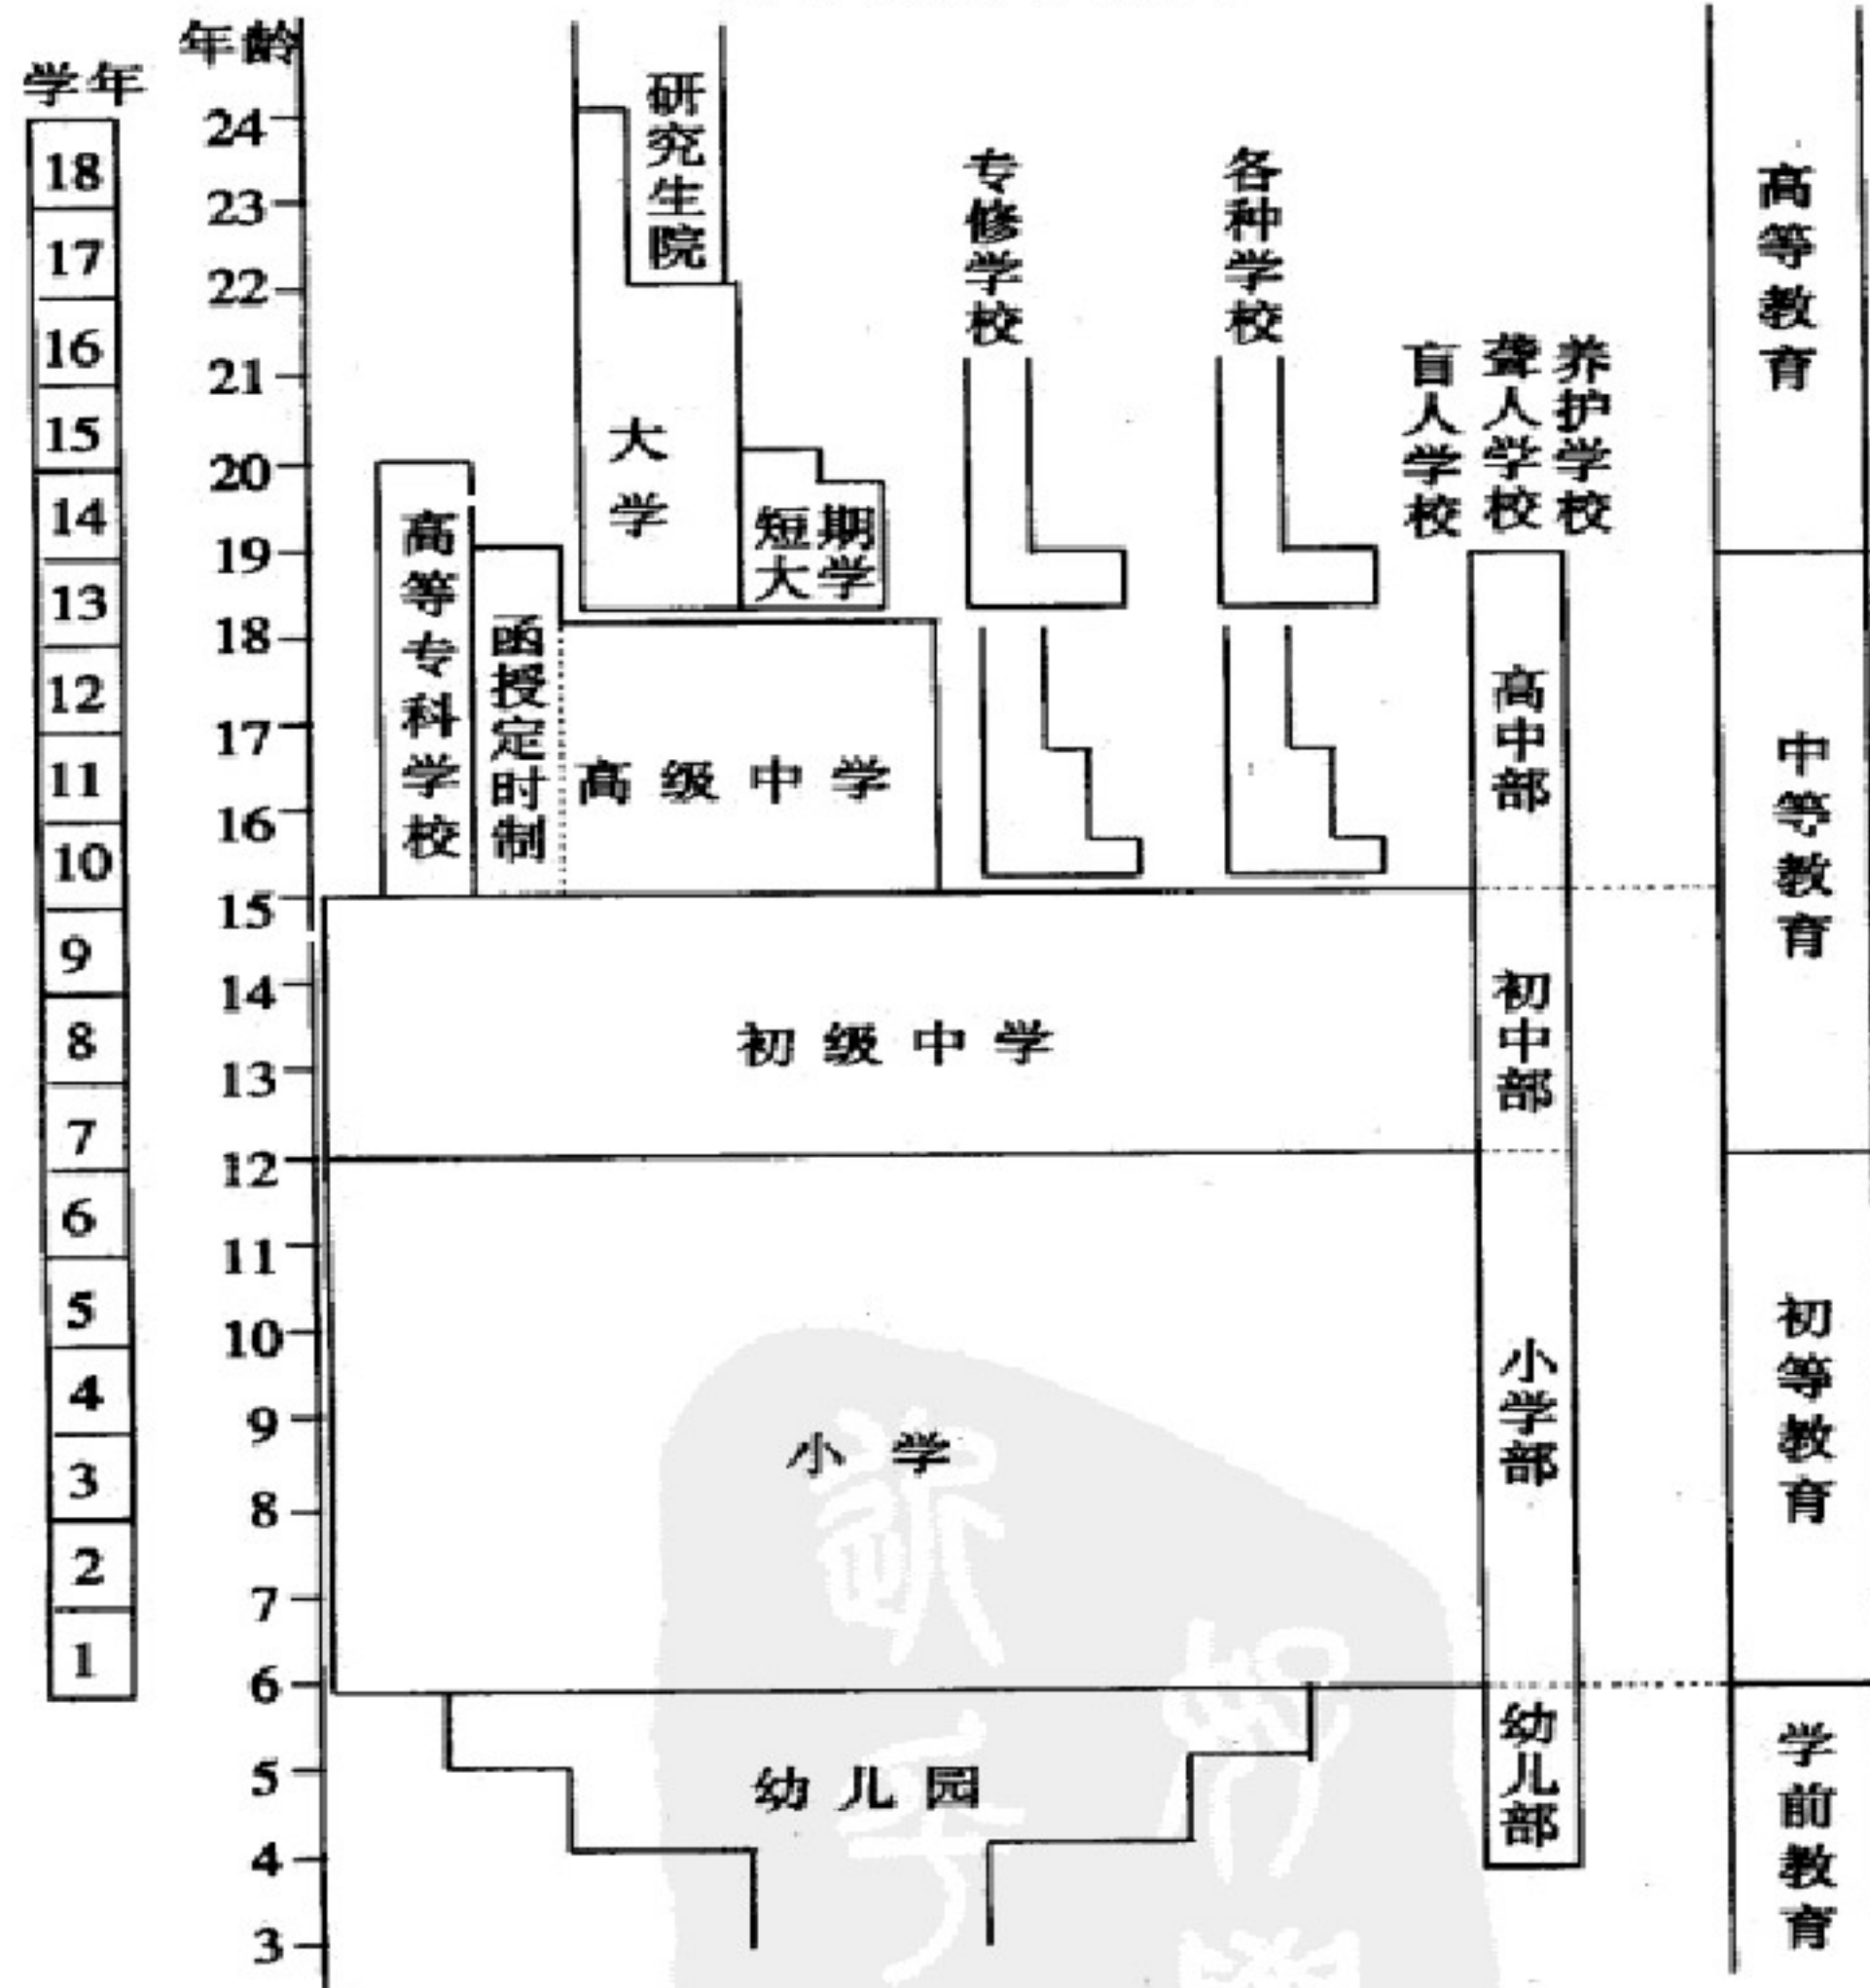 学年
18
17
16
15
14
13
12
11
10
9
8
7
6
5
4
3
2
1
年龄
24
23
22
21
20
19
18
17
16
15
14
13
12
11
10
9
8
7
6
5
4
3
研究生院
大学
短期
大学
高等专科学校
函授定时制
高级中学
专修学校
各种学校
盲人学校
聋人学校
养护学校
初级中学
小学
幼儿园
高中部
初中部
小学部
幼儿部
高等教育
中等教育
初等教育
学前教育